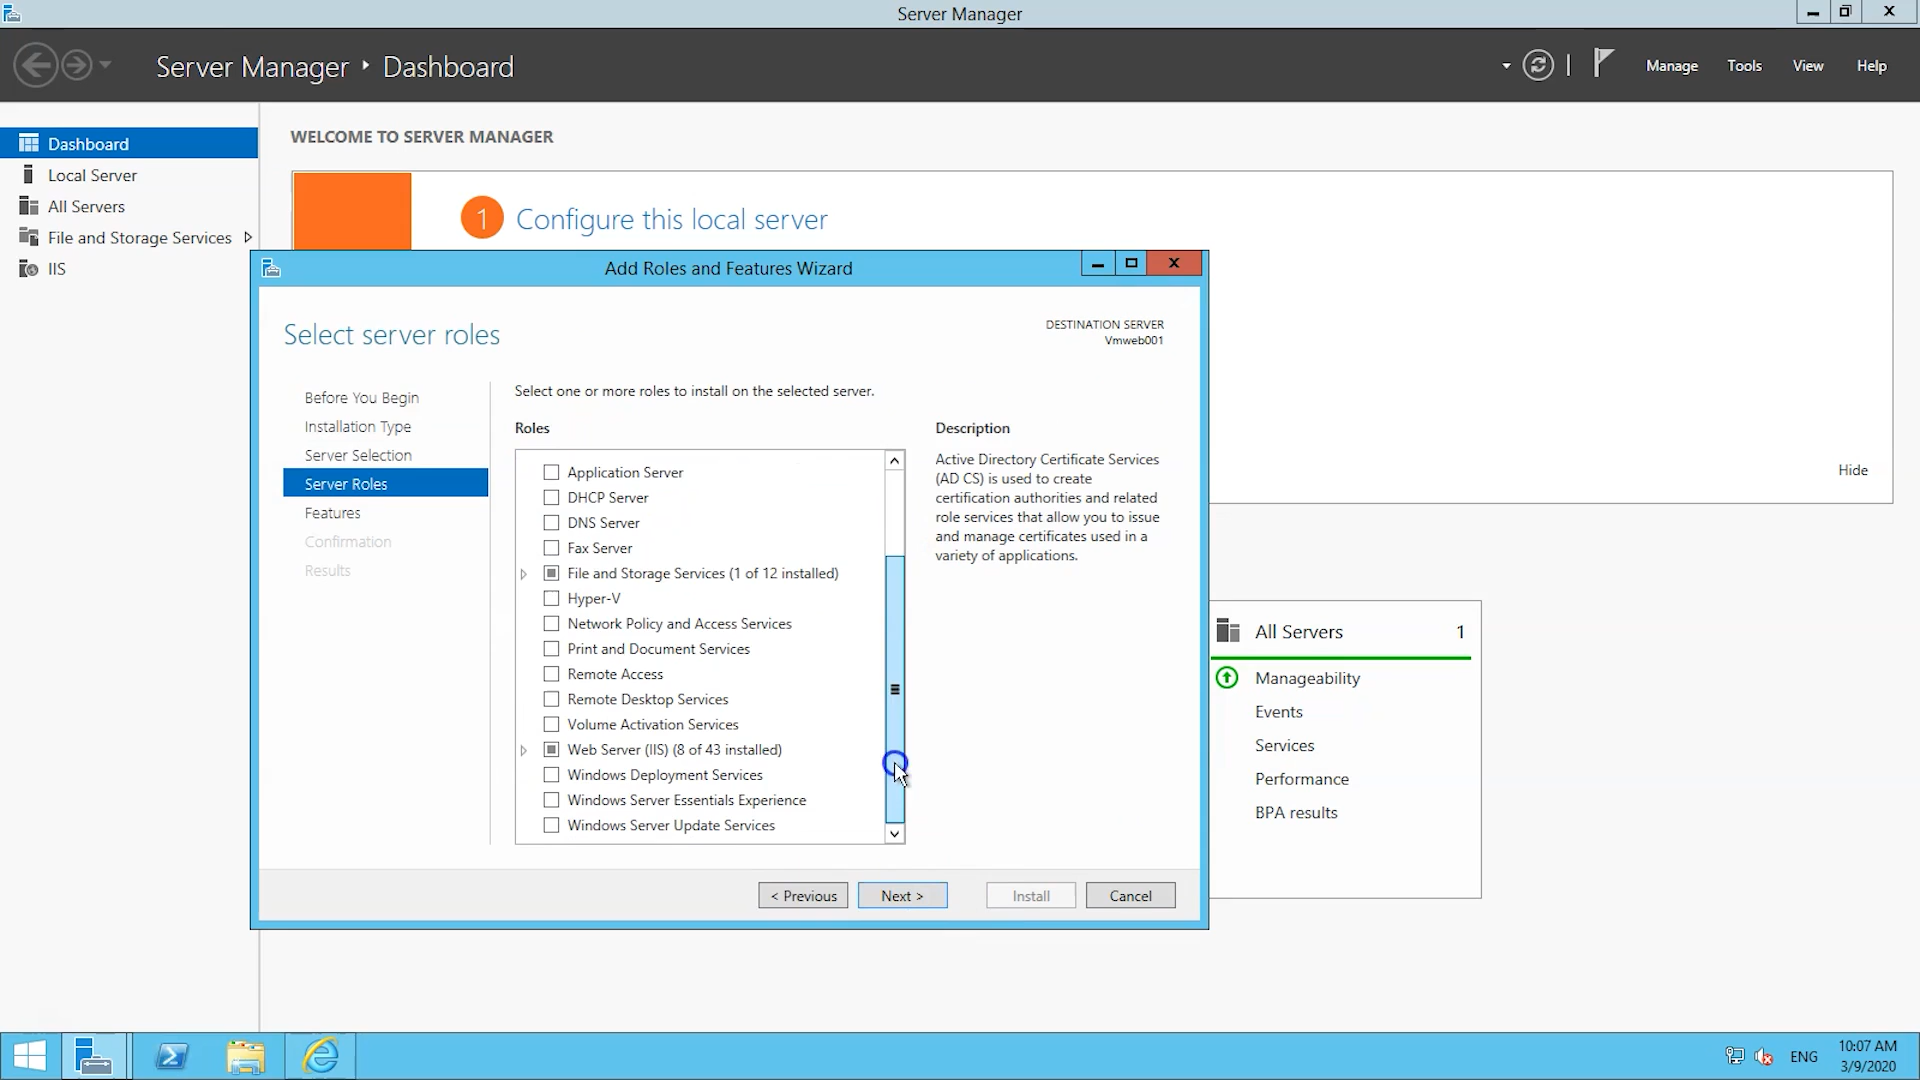 Server Manager
Server Manager ‣ Dashboard
Manage Tools View Help
Dashboard
Local Server
All Servers
File and Storage Services
IIS
WELCOME TO SERVER MANAGER
1 Configure this local server
Hide
Add Roles and Features Wizard
Select server roles
DESTINATION SERVER
Vmweb001
Before You Begin
Installation Type
Server Selection
Server Roles
Features
Confirmation
Results
Select one or more roles to install on the selected server.
Roles
Application Server
DHCP Server
DNS Server
Fax Server
File and Storage Services (1 of 12 installed)
Hyper-V
Network Policy and Access Services
Print and Document Services
Remote Access
Remote Desktop Services
Volume Activation Services
Web Server (IIS) (8 of 43 installed)
Windows Deployment Services
Windows Server Essentials Experience
Windows Server Update Services
Description
Active Directory Certificate Services
(AD CS) is used to create
certification authorities and related
role services that allow you to issue
and manage certificates used in a
variety of applications.
< Previous Next > Install Cancel
All Servers 1
Manageability
Events
Services
Performance
BPA results
ENG
10:07 AM
3/9/2020